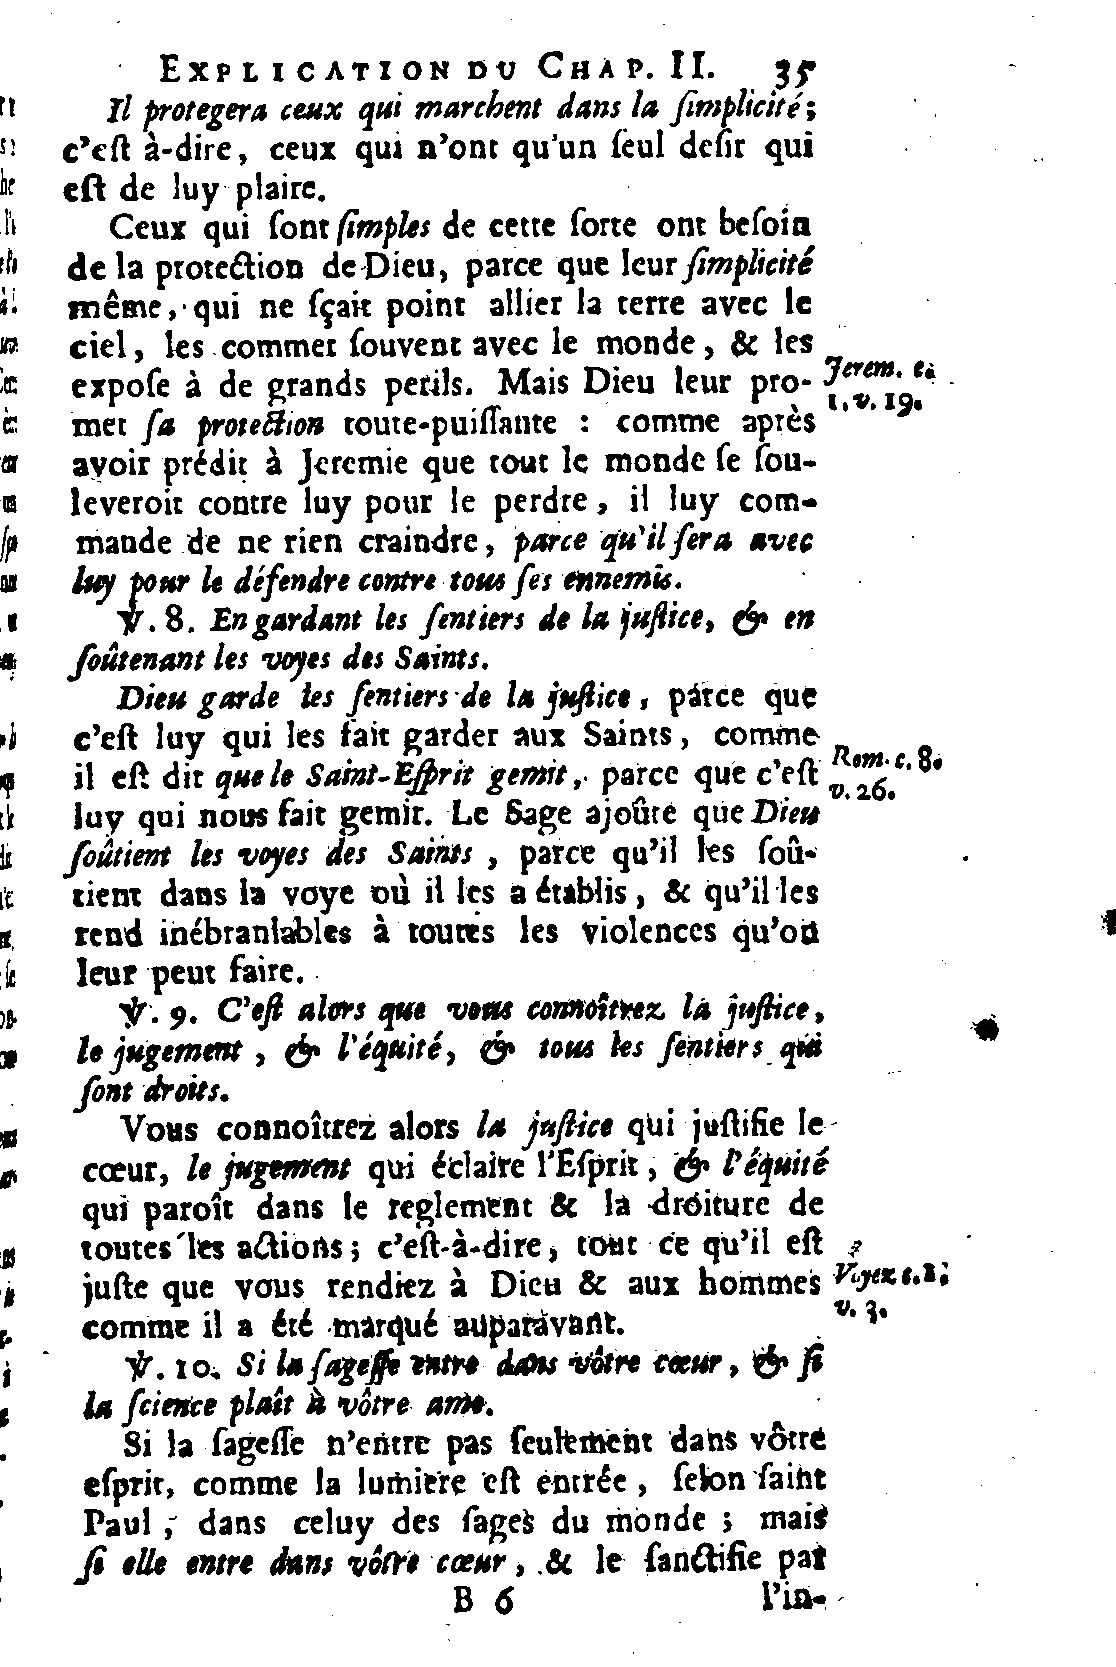 EXPLICATION DU CHAP. II. 35
Il protegera ceux qui marchent dans la ſimplicité;
c'eſt à-dire, ceux qui n'ont qu'un ſeul deſir qui
eſt de luy plaire.
Ceux qui ſont ſimples de cette ſorte ont beſoin
de la protection de Dieu, parce que leur ſimplicité
même, qui ne ſçait point allier la terre avec le
ciel, les commet ſouvent avec le monde, & les
expoſe à de grands perils. Mais Dieu leur pro-
Jerem. c.
1. v. 19.
met ſa protection toute-puiſſante : comme après
avoir prédit à Jeremie que tout le monde ſe ſou-
leveroit contre luy pour le perdre, il luy com-
mande de ne rien craindre, parce qu'il ſera avec
luy pour le défendre contre tous ſes ennemis.
℣. 8. En gardant les ſentiers de la juſtice, & en
ſoûtenant les voyes des Saints.
Dieu garde les ſentiers de la juſtice, parce que
c'eſt luy qui les fait garder aux Saints, comme
il eſt dit que le Saint-Eſprit gemit, parce que c'eſt
Rom. c. 8.
v. 26.
luy qui nous fait gemir. Le Sage ajoûte que Dieu
ſoûtient les voyes des Saints, parce qu'il les ſoû-
tient dans la voye où il les a établis, & qu'il les
rend inébranlables à toutes les violences qu'on
leur peut faire.
℣. 9. C'eſt alors que vous connoîtrez la juſtice,
le jugement, & l'équité, & tous les ſentiers qui
ſont droits.
Vous connoîtrez alors la juſtice qui juſtifie le
cœur, le jugement qui éclaire l'Eſprit, & l'équité
qui paroît dans le reglement & la droiture de
toutes les actions; c'eſt-à-dire, tout ce qu'il eſt
juſte que vous rendiez à Dieu & aux hommes
Voyez c. 1.
v. 3.
comme il a été marqué auparavant.
℣. 10. Si la ſageſſe entre dans vôtre cœur, & ſi
la ſcience plaît à vôtre ame.
Si la ſageſſe n'entre pas ſeulement dans vôtre
eſprit, comme la lumiere eſt entrée, ſelon ſaint
Paul, dans celuy des ſages du monde; mais
ſi elle entre dans vôtre cœur, & le ſanctifie par
B 6 l'in-